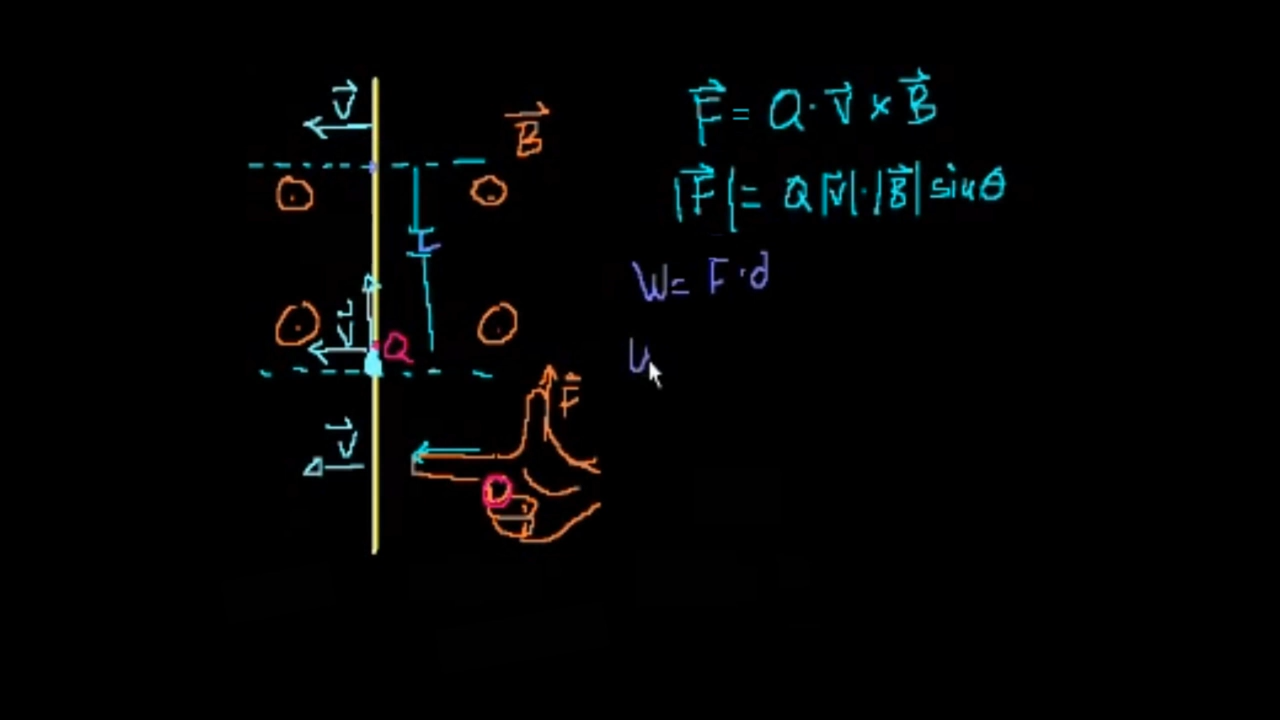 V⃗
B⃗
L
V⃗
Q
F⃗
V⃗
F⃗ = Q · V⃗ × B⃗
|F⃗| = Q |V⃗| · |B⃗| sin θ
W = F · d